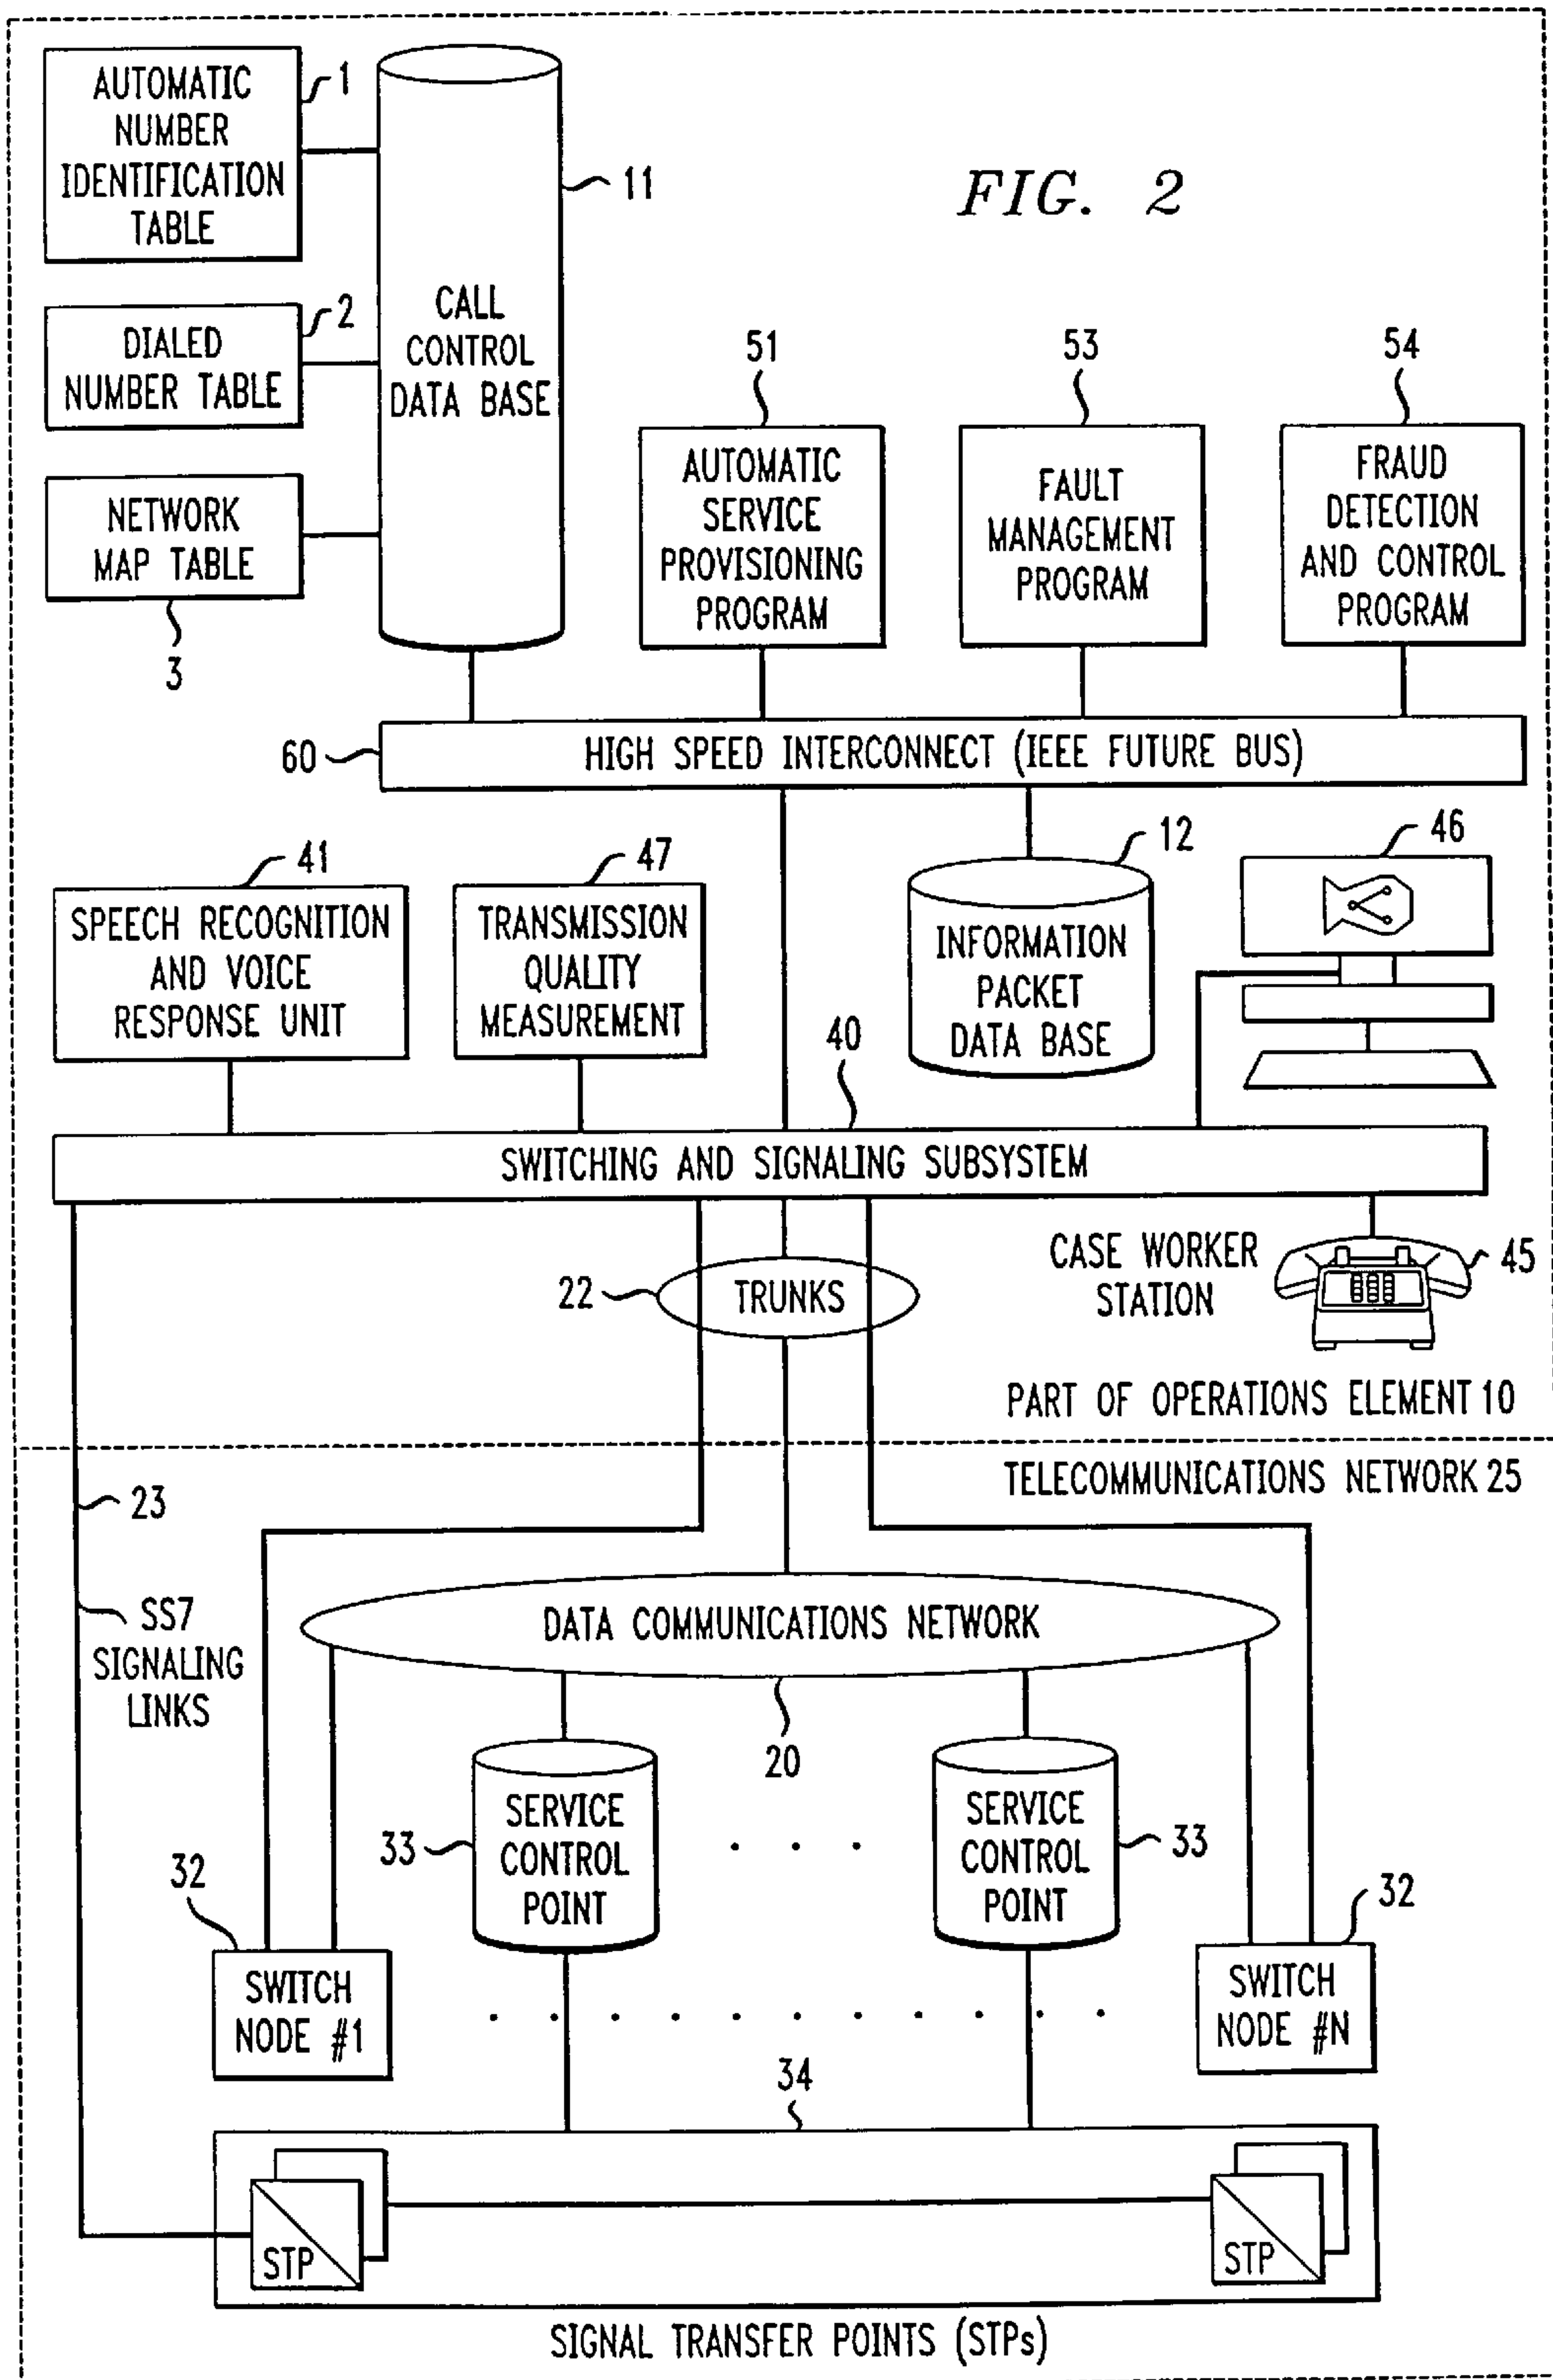 AUTOMATIC
NUMBER
IDENTIFICATION
TABLE
1
11
FIG. 2
DIALED
NUMBER TABLE
2
CALL
CONTROL
DATA BASE
NETWORK
MAP TABLE
3
51
53
54
AUTOMATIC
SERVICE
PROVISIONING
PROGRAM
FAULT
MANAGEMENT
PROGRAM
FRAUD
DETECTION
AND CONTROL
PROGRAM
60
HIGH SPEED INTERCONNECT (IEEE FUTURE BUS)
41
47
12
46
SPEECH RECOGNITION
AND VOICE
RESPONSE UNIT
TRANSMISSION
QUALITY
MEASUREMENT
INFORMATION
PACKET
DATA BASE
40
SWITCHING AND SIGNALING SUBSYSTEM
22
TRUNKS
CASE WORKER
STATION
45
PART OF OPERATIONS ELEMENT 10
TELECOMMUNICATIONS NETWORK 25
23
SS7
SIGNALING
LINKS
DATA COMMUNICATIONS NETWORK
20
33
SERVICE
CONTROL
POINT
SERVICE
CONTROL
POINT
33
32
32
SWITCH
NODE #1
SWITCH
NODE #N
34
STP
STP
SIGNAL TRANSFER POINTS (STPs)